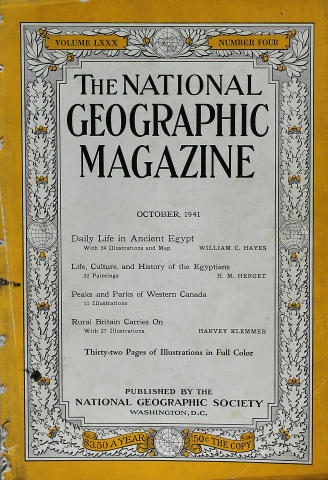 VOLUME LXXX NUMBER FOUR
THE NATIONAL
GEOGRAPHIC
MAGAZINE
OCTOBER, 1941
Daily Life in Ancient Egypt
With 34 Illustrations and Map WILLIAM C. HAYES
Life, Culture, and History of the Egyptians
32 Paintings H. M. HERGET
Peaks and Parks of Western Canada
11 Illustrations
Rural Britain Carries On
With 27 Illustrations HARVEY KLEMMER
Thirty-two Pages of Illustrations in Full Color
PUBLISHED BY THE
NATIONAL GEOGRAPHIC SOCIETY
WASHINGTON, D.C.
$3.50 A YEAR 50c THE COPY